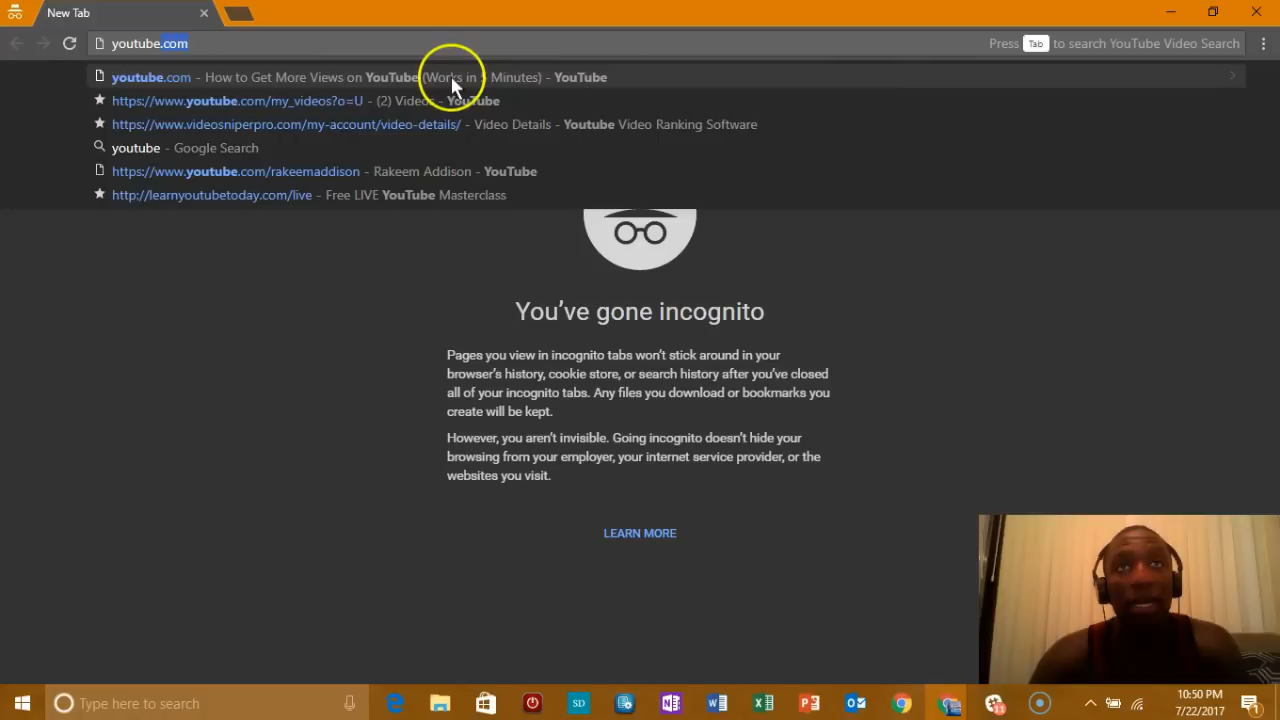 New Tab
youtube.com
Press Tab to search YouTube Video Search
youtube.com - How to Get More Views on YouTube (Works in 5 Minutes) - YouTube
https://www.youtube.com/my_videos?o=U - (2) Videos - YouTube
https://www.videosniperpro.com/my-account/video-details/ - Video Details - Youtube Video Ranking Software
youtube - Google Search
https://www.youtube.com/rakeemaddison - Rakeem Addison - YouTube
http://learnyoutubetoday.com/live - Free LIVE YouTube Masterclass
You've gone incognito
Pages you view in incognito tabs won't stick around in your
browser's history, cookie store, or search history after you've closed
all of your incognito tabs. Any files you download or bookmarks you
create will be kept.
However, you aren't invisible. Going incognito doesn't hide your
browsing from your employer, your internet service provider, or the
websites you visit.
LEARN MORE
Type here to search
SD
11
10:50 PM
7/22/2017
1